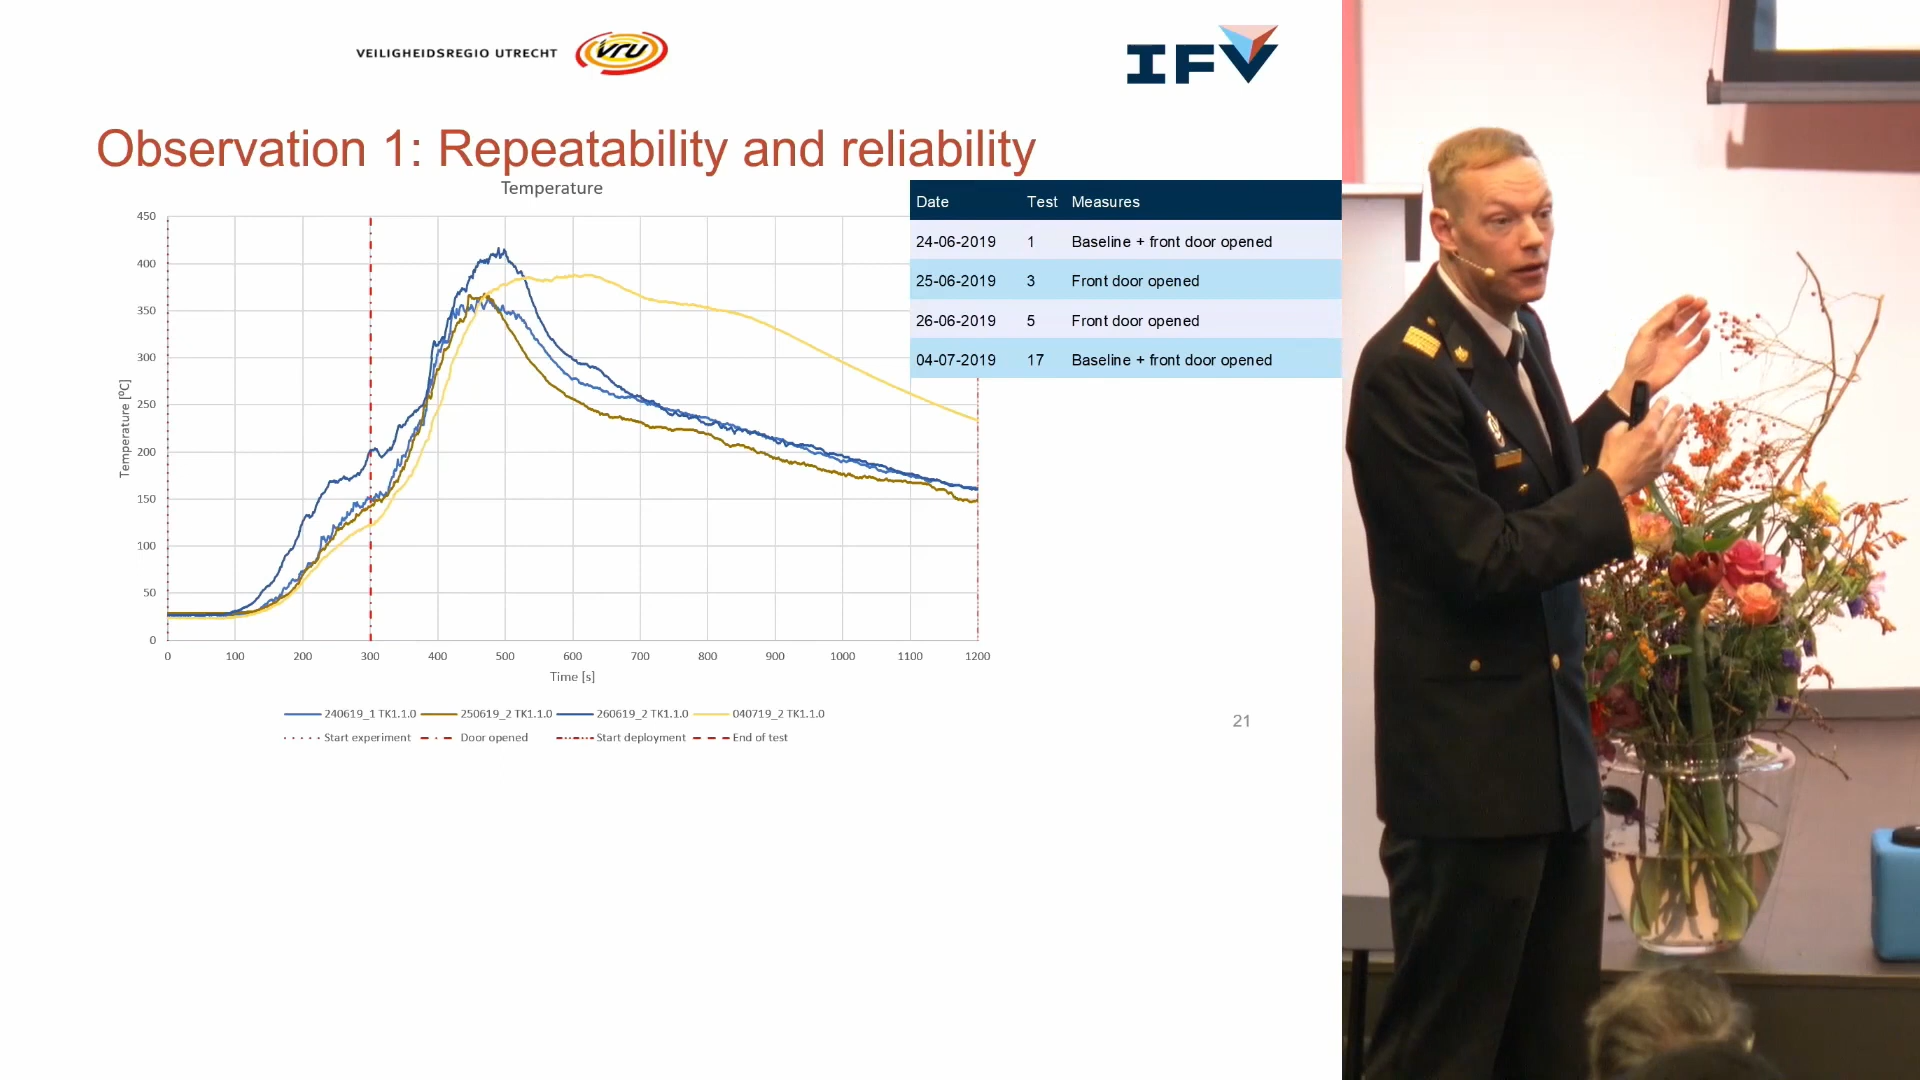 VEILIGHEIDSREGIO UTRECHT
vru
IFV
Observation 1: Repeatability and reliability
Temperature
Date Test Measures
24-06-2019 1 Baseline + front door opened
25-06-2019 3 Front door opened
26-06-2019 5 Front door opened
04-07-2019 17 Baseline + front door opened
450
400
350
300
250
200
150
100
50
0
Temperature [⁰C]
0 100 200 300 400 500 600 700 800 900 1000 1100 1200
Time [s]
240619_1 TK1.1.0 250619_2 TK1.1.0 260619_2 TK1.1.0 040719_2 TK1.1.0
Start experiment Door opened Start deployment End of test
21